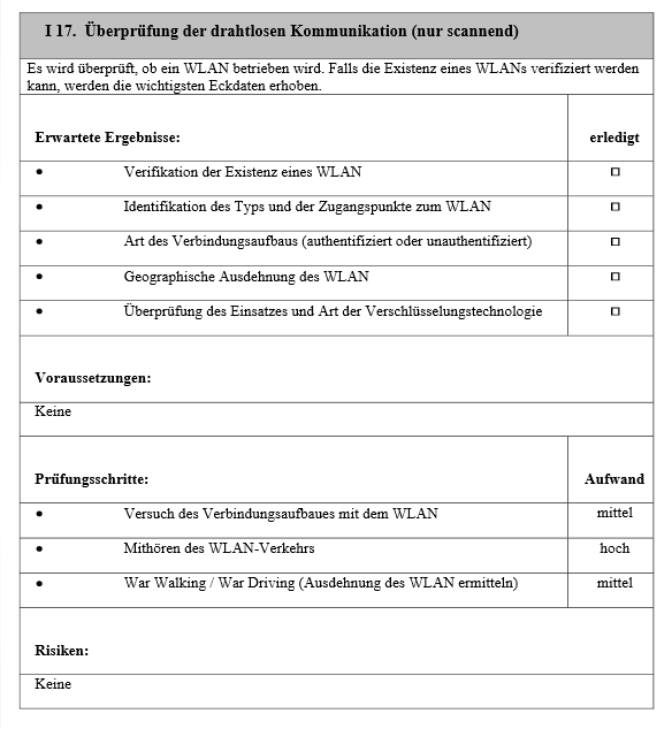 I 17. Überprüfung der drahtlosen Kommunikation (nur scannend)
Es wird überprüft, ob ein WLAN betrieben wird. Falls die Existenz eines WLANs verifiziert werden
kann, werden die wichtigsten Eckdaten erhoben.
Erwartete Ergebnisse: erledigt
• Verifikation der Existenz eines WLAN □
• Identifikation des Typs und der Zugangspunkte zum WLAN □
• Art des Verbindungsaufbaus (authentifiziert oder unauthentifiziert) □
• Geographische Ausdehnung des WLAN □
• Überprüfung des Einsatzes und Art der Verschlüsselungstechnologie □
Voraussetzungen:
Keine
Prüfungsschritte: Aufwand
• Versuch des Verbindungsaufbaues mit dem WLAN mittel
• Mithören des WLAN-Verkehrs hoch
• War Walking / War Driving (Ausdehnung des WLAN ermitteln) mittel
Risiken:
Keine